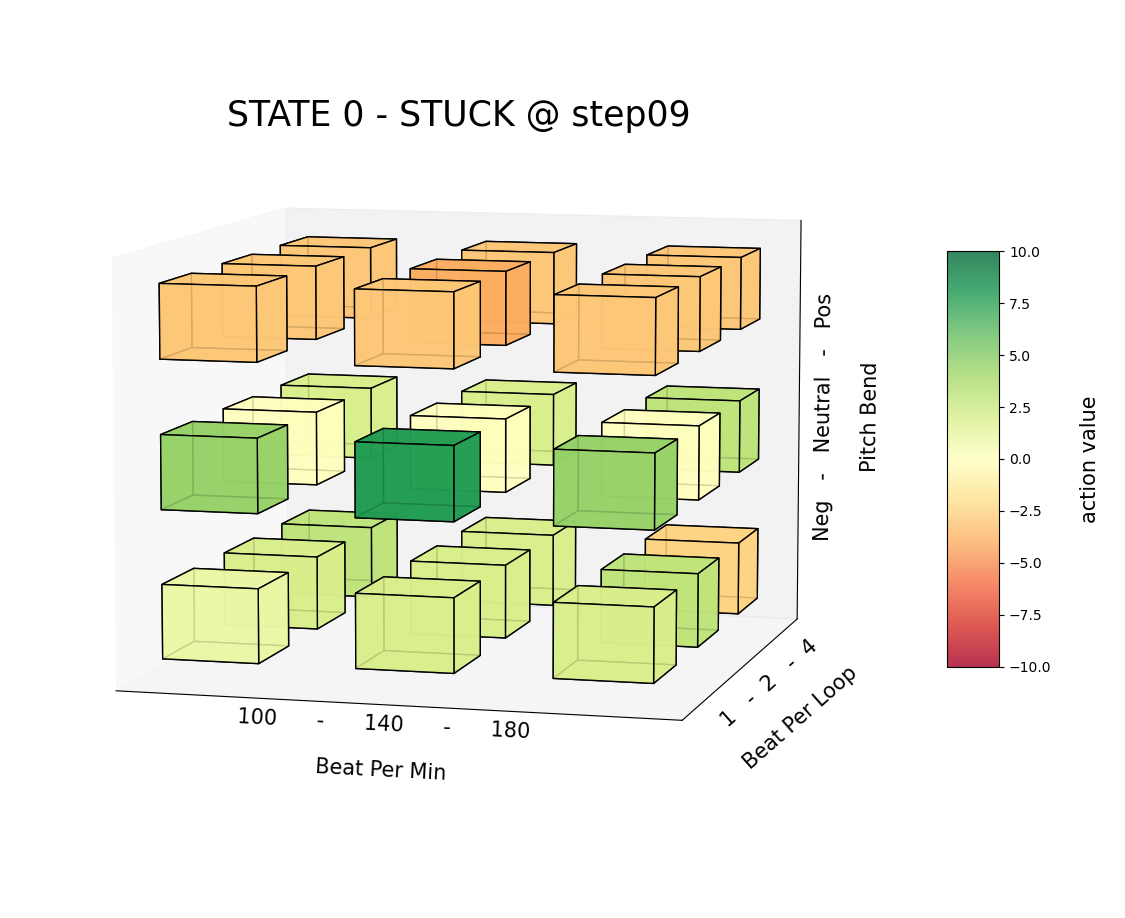 STATE 0 - STUCK @ step09
10.0
7.5
5.0
2.5
0.0
−2.5
−5.0
−7.5
−10.0
action value
Neg - Neutral - Pos
Pitch Bend
1 - 2 - 4
Beat Per Loop
100 - 140 - 180
Beat Per Min